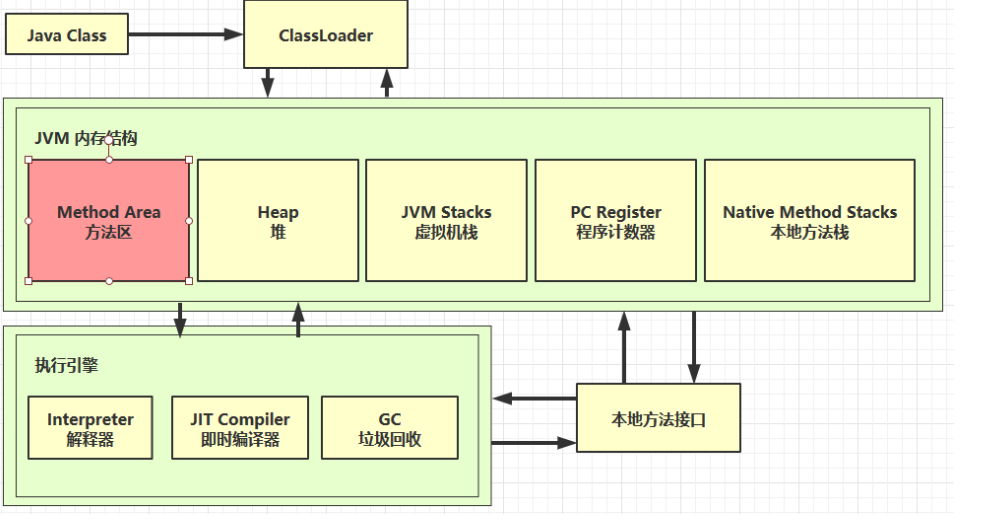 Java Class
ClassLoader
JVM 内存结构
Method Area
方法区
Heap
堆
JVM Stacks
虚拟机栈
PC Register
程序计数器
Native Method Stacks
本地方法栈
执行引擎
Interpreter
解释器
JIT Compiler
即时编译器
GC
垃圾回收
本地方法接口